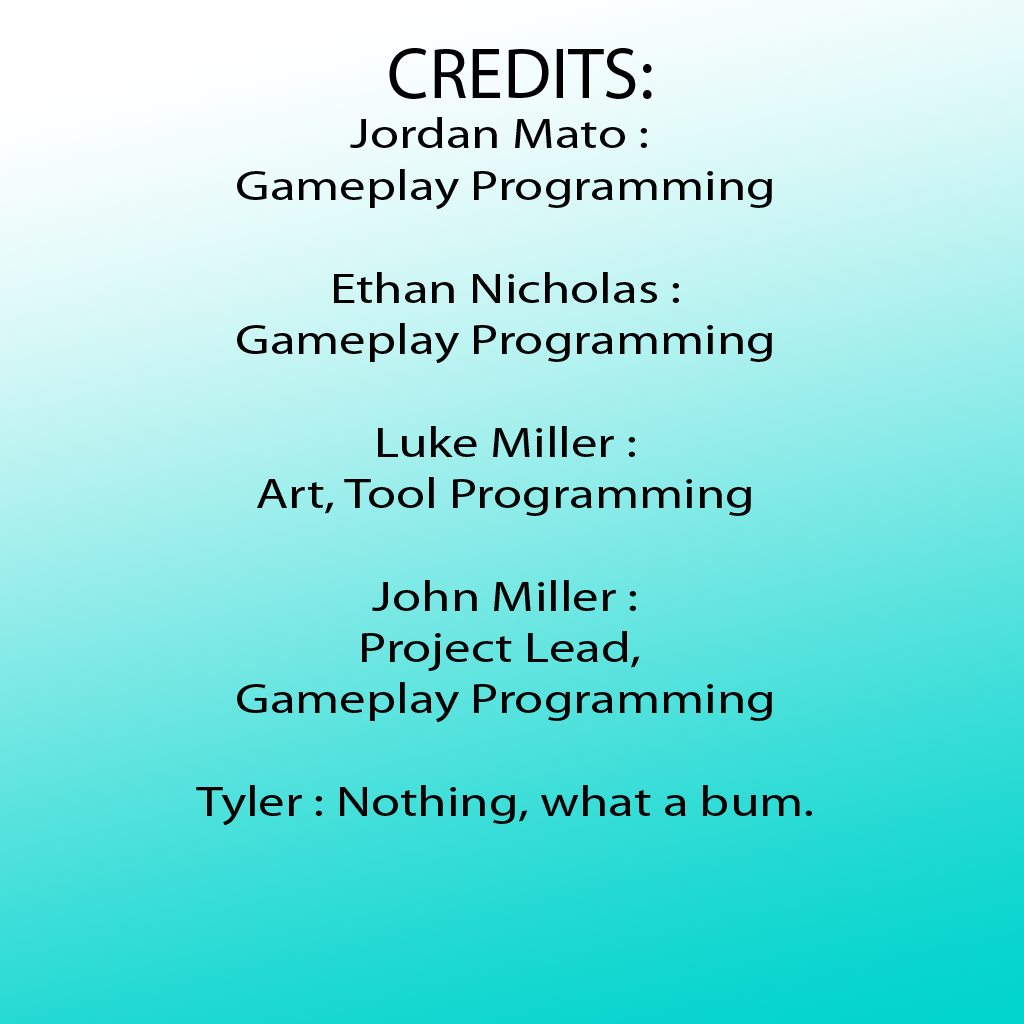 CREDITS:
Jordan Mato :
Gameplay Programming
Ethan Nicholas :
Gameplay Programming
Luke Miller :
Art, Tool Programming
John Miller :
Project Lead,
Gameplay Programming
Tyler : Nothing, what a bum.